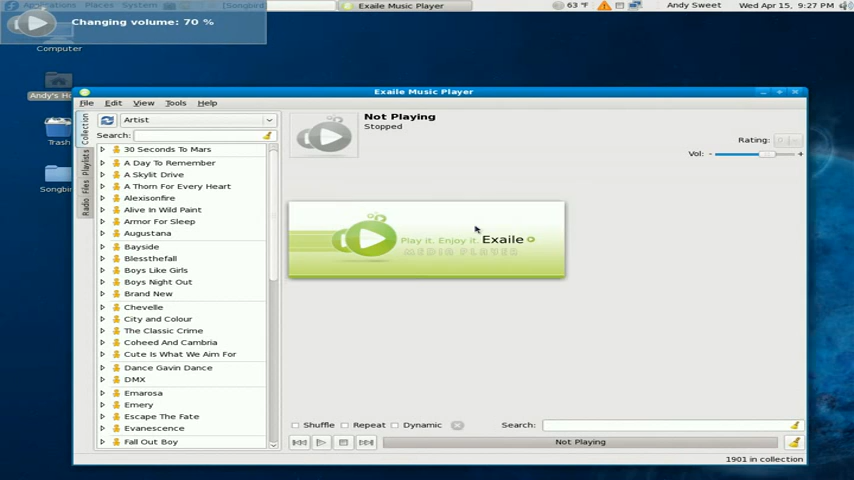 Applications Places System [Songbird Exaile Music Player 63 °F Andy Sweet Wed Apr 15, 9:27 PM
Changing volume: 70 %
Computer
Andy's H
Trash
Songbir
Exaile Music Player
File Edit View Tools Help
Collection
Playlists
Files
Radio
Artist
Search:
30 Seconds To Mars
A Day To Remember
A Skylit Drive
A Thorn For Every Heart
Alexisonfire
Alive In Wild Paint
Armor For Sleep
Augustana
Bayside
Blessthefall
Boys Like Girls
Boys Night Out
Brand New
Chevelle
City and Colour
The Classic Crime
Coheed And Cambria
Cute Is What We Aim For
Dance Gavin Dance
DMX
Emarosa
Emery
Escape The Fate
Evanescence
Fall Out Boy
Not Playing
Stopped
Rating:
Vol: - +
Play it. Enjoy it. Exaile
MEDIA PLAYER
Shuffle Repeat Dynamic Search:
Not Playing
1901 in collection